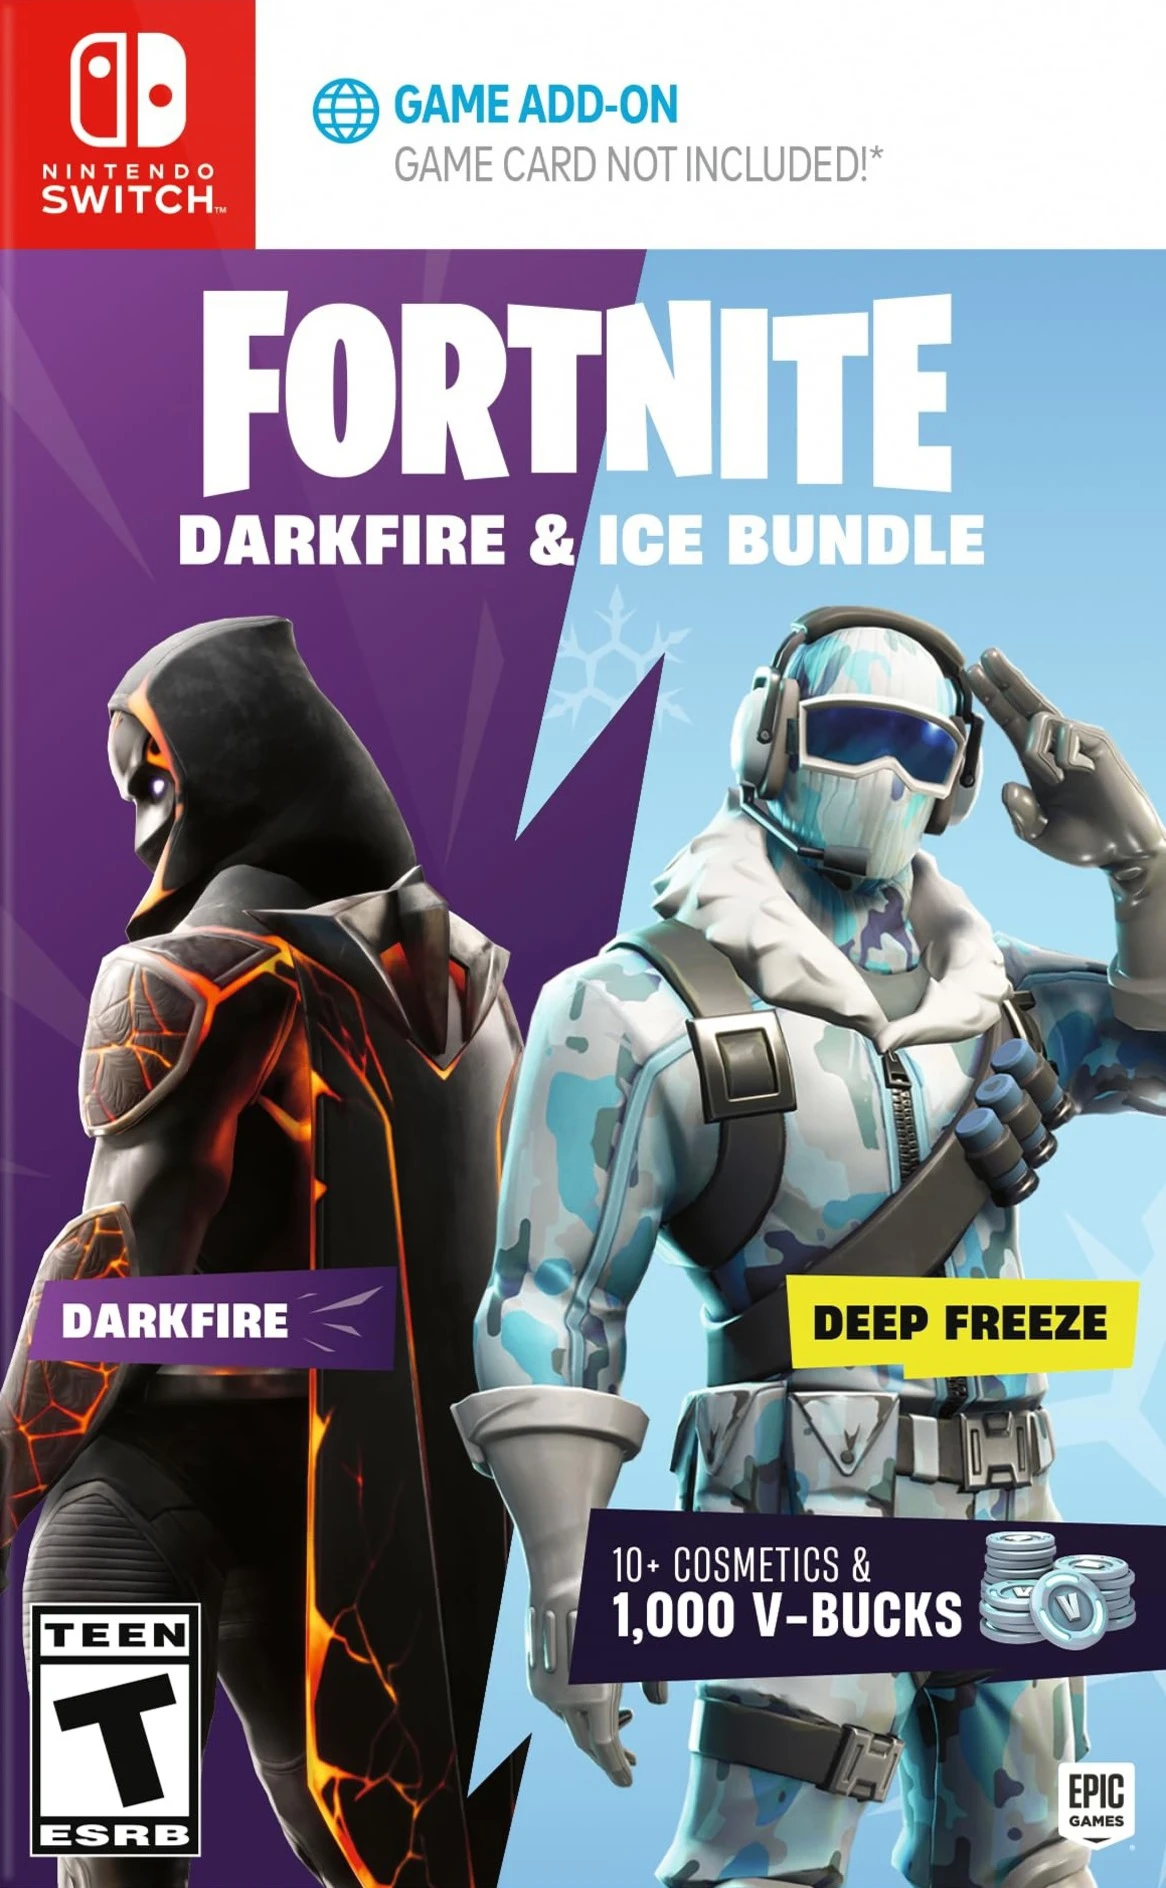 NINTENDO
SWITCH™
GAME ADD-ON
GAME CARD NOT INCLUDED!*
FORTNITE
DARKFIRE & ICE BUNDLE
DARKFIRE
DEEP FREEZE
10+ COSMETICS &
1,000 V-BUCKS
V
TEEN
T
ESRB
EPIC
GAMES